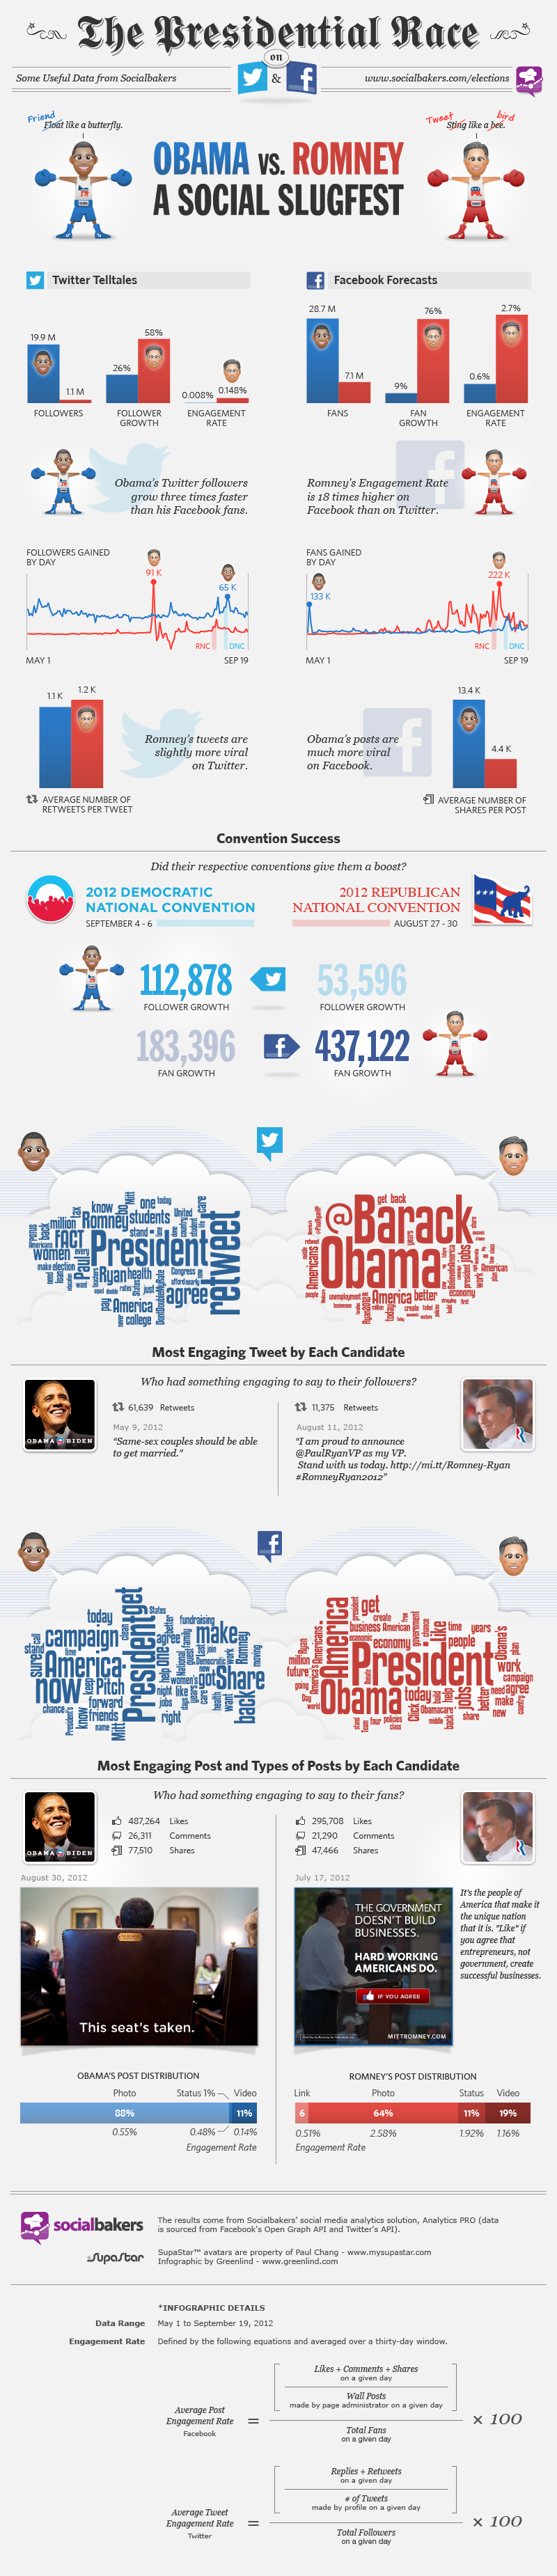 The Presidential Race
on
&
Some Useful Data from Socialbakers
www.socialbakers.com/elections
Friend
Float like a butterfly.
Tweet
bird
Sting like a bee.
OBAMA VS. ROMNEY
A SOCIAL SLUGFEST
Twitter Telltales
19.9 M
1.1 M
26%
58%
0.008%
0.148%
FOLLOWERS
FOLLOWER
GROWTH
ENGAGEMENT
RATE
Facebook Forecasts
28.7 M
7.1 M
9%
76%
0.6%
2.7%
FANS
FAN
GROWTH
ENGAGEMENT
RATE
Obama's Twitter followers
grow three times faster
than his Facebook fans.
Romney's Engagement Rate
is 18 times higher on
Facebook than on Twitter.
FOLLOWERS GAINED
BY DAY
91 K
65 K
RNC
DNC
MAY 1
SEP 19
FANS GAINED
BY DAY
133 K
222 K
RNC
DNC
MAY 1
SEP 19
1.1 K
1.2 K
Romney's tweets are
slightly more viral
on Twitter.
AVERAGE NUMBER OF
RETWEETS PER TWEET
Obama's posts are
much more viral
on Facebook.
13.4 K
4.4 K
AVERAGE NUMBER OF
SHARES PER POST
Convention Success
Did their respective conventions give them a boost?
2012 DEMOCRATIC
NATIONAL CONVENTION
SEPTEMBER 4 - 6
2012 REPUBLICAN
NATIONAL CONVENTION
AUGUST 27 - 30
112,878
FOLLOWER GROWTH
53,596
FOLLOWER GROWTH
183,396
FAN GROWTH
437,122
FAN GROWTH
know
Romney
students
one
today
United
care
million
tax
FACT
women
President
retweet
Paul
Ryan
health
Congress
just
agree
pay
America
new
college
get back
@Barack
Obama
Americans
jobs
American
America
better
economy
today
Most Engaging Tweet by Each Candidate
Who had something engaging to say to their followers?
OBAMA BIDEN
61,639 Retweets
May 9, 2012
"Same-sex couples should be able
to get married."
11,375 Retweets
August 11, 2012
"I am proud to announce
@PaulRyanVP as my VP.
Stand with us today. http://mi.tt/Romney-Ryan
#RomneyRyan2012"
today
States
fundraising
campaign
agree
make
time
America
President
now
Pitch
got
Share
forward
friends
Mitt
right
jobs
back
America
get
business
American
economy
like
time
years
people
President
Obama
work
campaign
today
Click
Obamacare
jobs
better
need
agree
make
new
Most Engaging Post and Types of Posts by Each Candidate
Who had something engaging to say to their fans?
OBAMA BIDEN
487,264 Likes
26,311 Comments
77,510 Shares
August 30, 2012
This seat's taken.
295,708 Likes
21,290 Comments
47,466 Shares
July 17, 2012
THE GOVERNMENT
DOESN'T BUILD
BUSINESSES.
HARD WORKING
AMERICANS DO.
IF YOU AGREE
MITTROMNEY.COM
It's the people of
America that make it
the unique nation
that it is. "Like" if
you agree that
entrepreneurs, not
government, create
successful businesses.
OBAMA'S POST DISTRIBUTION
Photo
Status 1%
Video
88%
11%
0.55%
0.48%
0.14%
Engagement Rate
ROMNEY'S POST DISTRIBUTION
Link
Photo
Status
Video
6
64%
11%
19%
0.51%
2.58%
1.92%
1.16%
Engagement Rate
socialbakers
The results come from Socialbakers' social media analytics solution, Analytics PRO (data
is sourced from Facebook's Open Graph API and Twitter's API).
SupaStar
SupaStar™ avatars are property of Paul Chang - www.mysupastar.com
Infographic by Greenlind - www.greenlind.com
*INFOGRAPHIC DETAILS
Data Range May 1 to September 19, 2012
Engagement Rate Defined by the following equations and averaged over a thirty-day window.
Average Post
Engagement Rate
Facebook
=
Likes + Comments + Shares
on a given day
Wall Posts
made by page administrator on a given day
Total Fans
on a given day
× 100
Average Tweet
Engagement Rate
Twitter
=
Replies + Retweets
on a given day
# of Tweets
made by profile on a given day
Total Followers
on a given day
× 100